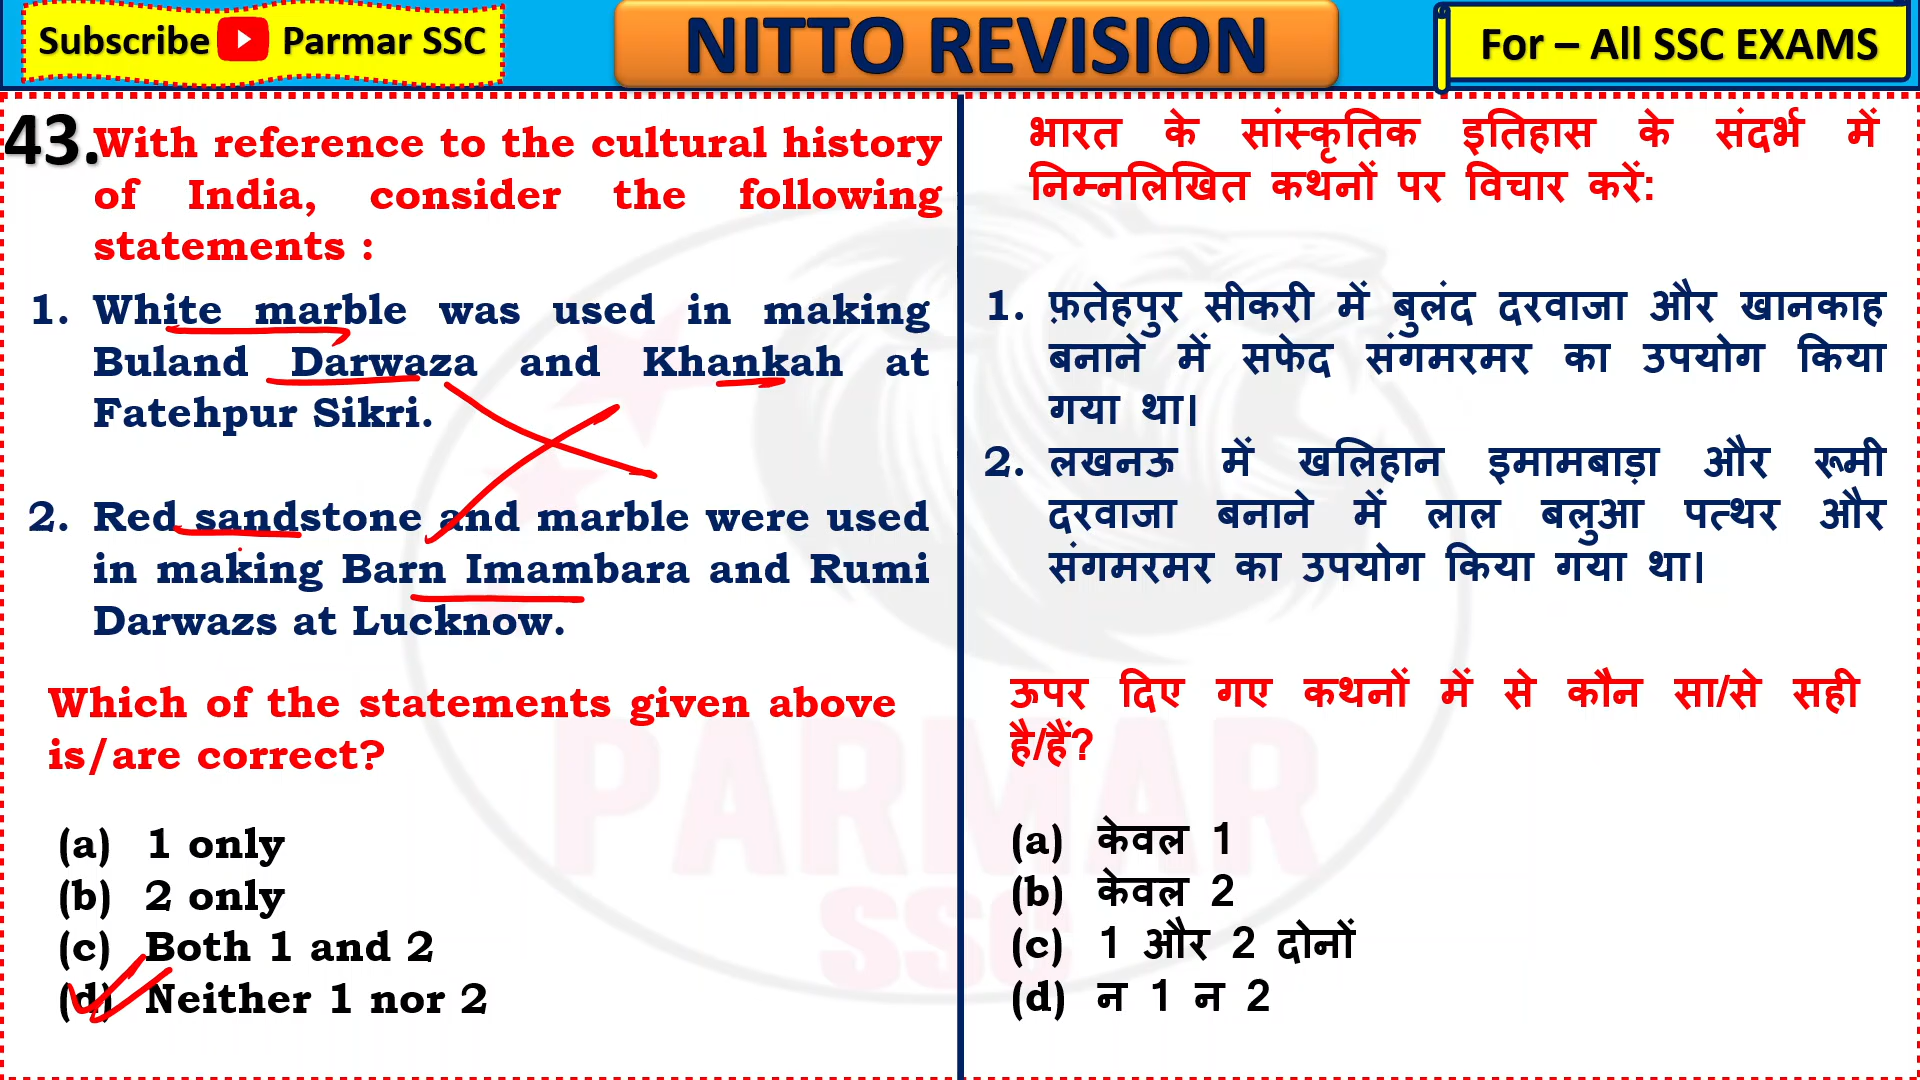 Subscribe Parmar SSC
NITTO REVISION
For – All SSC EXAMS
43. With reference to the cultural history
of India, consider the following
statements :
1. White marble was used in making
Buland Darwaza and Khankah at
Fatehpur Sikri.
2. Red sandstone and marble were used
in making Barn Imambara and Rumi
Darwazs at Lucknow.
Which of the statements given above
is/are correct?
(a) 1 only
(b) 2 only
(c) Both 1 and 2
(d) Neither 1 nor 2
भारत के सांस्कृतिक इतिहास के संदर्भ में
निम्नलिखित कथनों पर विचार करें:
1. फ़तेहपुर सीकरी में बुलंद दरवाजा और खानकाह
बनाने में सफेद संगमरमर का उपयोग किया
गया था।
2. लखनऊ में खलिहान इमामबाड़ा और रूमी
दरवाजा बनाने में लाल बलुआ पत्थर और
संगमरमर का उपयोग किया गया था।
ऊपर दिए गए कथनों में से कौन सा/से सही
है/हैं?
(a) केवल 1
(b) केवल 2
(c) 1 और 2 दोनों
(d) न 1 न 2
PARMAR
SSC